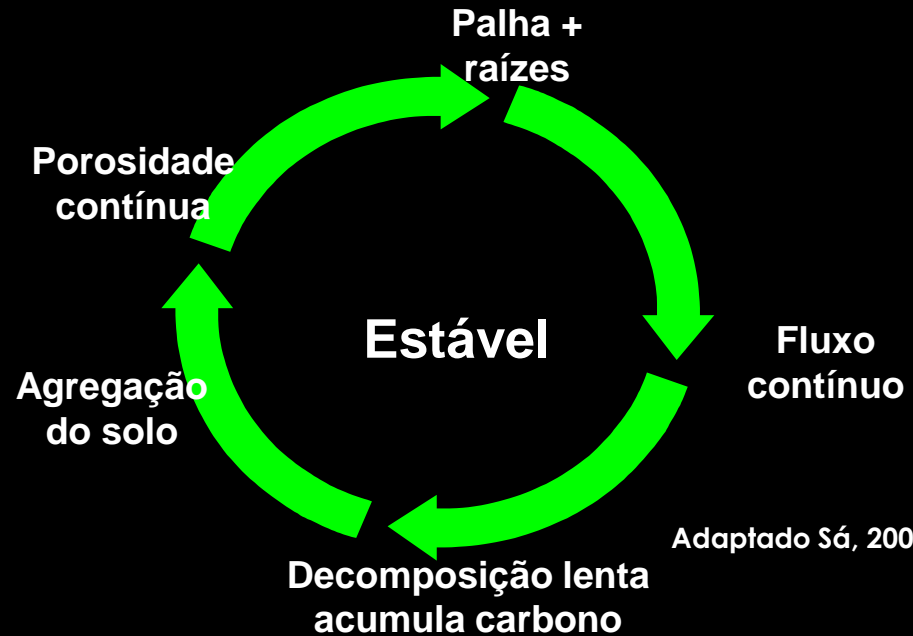 Palha +
raízes
Porosidade
contínua
Estável
Fluxo
contínuo
Agregação
do solo
Adaptado Sá, 200
Decomposição lenta
acumula carbono